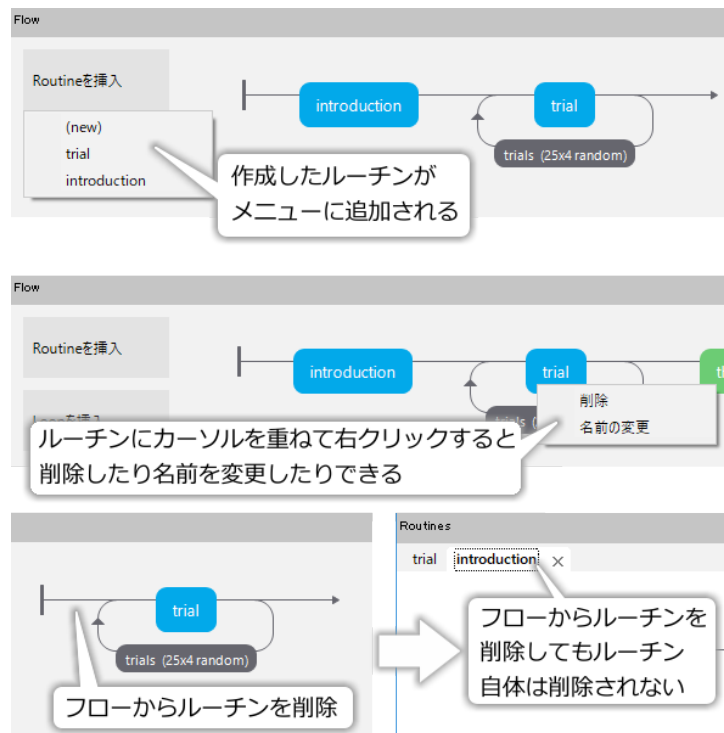 Flow
Routineを挿入
(new)
trial
introduction
introduction
trial
trials (25x4 random)
作成したルーチンが
メニューに追加される
Flow
Routineを挿入
introduction
trial
削除
名前の変更
ルーチンにカーソルを重ねて右クリックすると
削除したり名前を変更したりできる
trial
trials (25x4 random)
フローからルーチンを削除
Routines
trial introduction ×
フローからルーチンを
削除してもルーチン
自体は削除されない